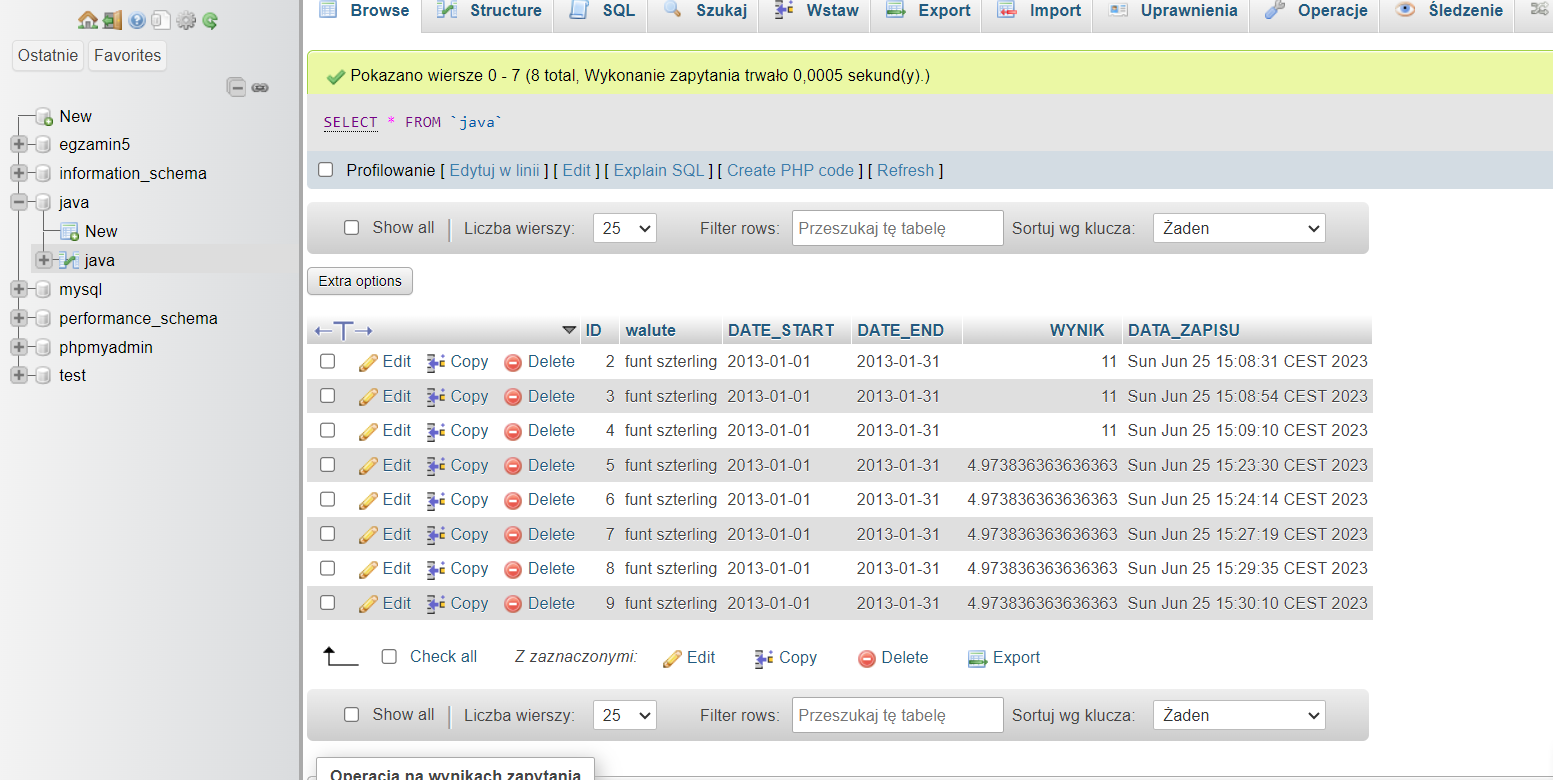 Browse Structure SQL Szukaj Wstaw Export Import Uprawnienia Operacje Śledzenie
Ostatnie Favorites
New
egzamin5
information_schema
java
New
java
mysql
performance_schema
phpmyadmin
test
Pokazano wiersze 0 - 7 (8 total, Wykonanie zapytania trwało 0,0005 sekund(y).)
SELECT * FROM `java`
Profilowanie [ Edytuj w linii ] [ Edit ] [ Explain SQL ] [ Create PHP code ] [ Refresh ]
Show all | Liczba wierszy: 25 Filter rows: Przeszukaj tę tabelę Sortuj wg klucza: Żaden
Extra options
←T→ ID walute DATE_START DATE_END WYNIK DATA_ZAPISU
Edit Copy Delete 2 funt szterling 2013-01-01 2013-01-31 11 Sun Jun 25 15:08:31 CEST 2023
Edit Copy Delete 3 funt szterling 2013-01-01 2013-01-31 11 Sun Jun 25 15:08:54 CEST 2023
Edit Copy Delete 4 funt szterling 2013-01-01 2013-01-31 11 Sun Jun 25 15:09:10 CEST 2023
Edit Copy Delete 5 funt szterling 2013-01-01 2013-01-31 4.973836363636363 Sun Jun 25 15:23:30 CEST 2023
Edit Copy Delete 6 funt szterling 2013-01-01 2013-01-31 4.973836363636363 Sun Jun 25 15:24:14 CEST 2023
Edit Copy Delete 7 funt szterling 2013-01-01 2013-01-31 4.973836363636363 Sun Jun 25 15:27:19 CEST 2023
Edit Copy Delete 8 funt szterling 2013-01-01 2013-01-31 4.973836363636363 Sun Jun 25 15:29:35 CEST 2023
Edit Copy Delete 9 funt szterling 2013-01-01 2013-01-31 4.973836363636363 Sun Jun 25 15:30:10 CEST 2023
Check all Z zaznaczonymi: Edit Copy Delete Export
Show all | Liczba wierszy: 25 Filter rows: Przeszukaj tę tabelę Sortuj wg klucza: Żaden
Operacja na wynikach zapytania